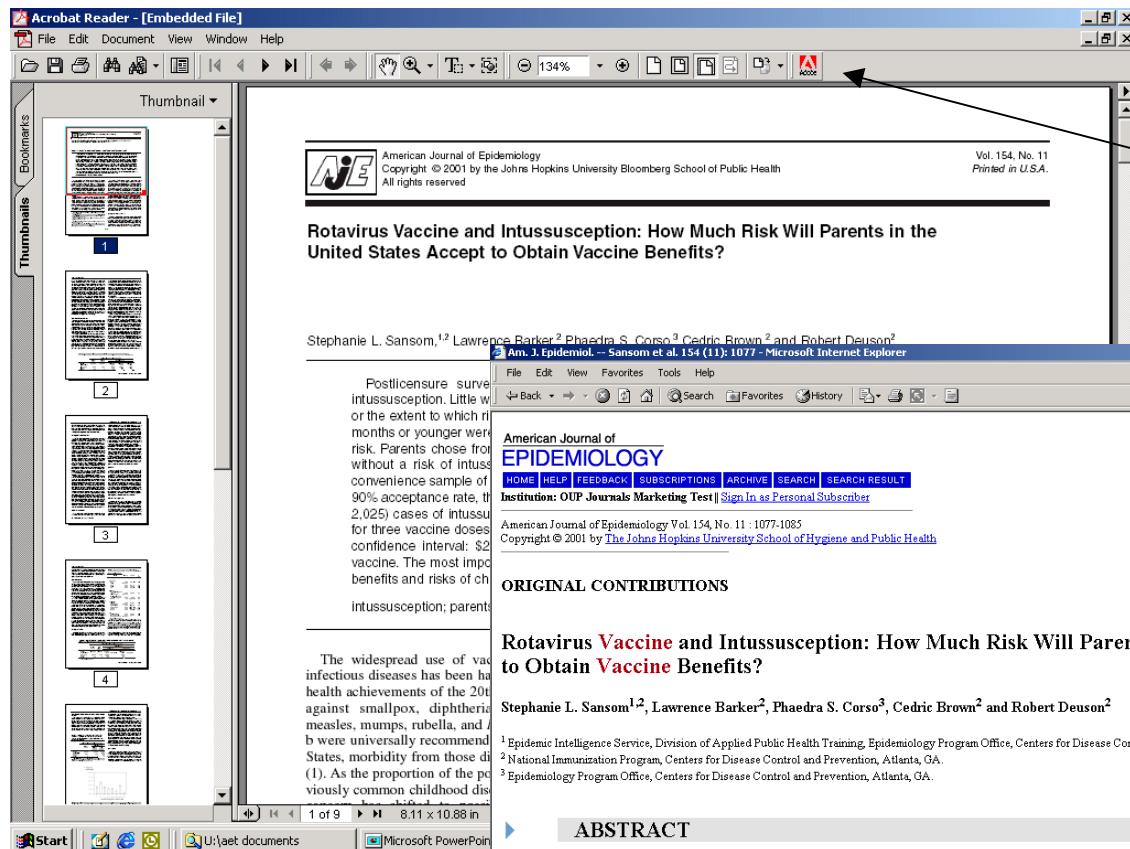 Acrobat Reader - [Embedded File]
File Edit Document View Window Help
134%
Bookmarks
Thumbnails
Thumbnail
1
2
3
4
AJE
American Journal of Epidemiology
Copyright © 2001 by the Johns Hopkins University Bloomberg School of Public Health
All rights reserved
Vol. 154, No. 11
Printed in U.S.A.
Rotavirus Vaccine and Intussusception: How Much Risk Will Parents in the
United States Accept to Obtain Vaccine Benefits?
Stephanie L. Sansom,1,2 Lawrence Barker,2 Phaedra S. Corso,3 Cedric Brown,2 and Robert Deuson2
Postlicensure surve
intussusception. Little w
or the extent to which ri
months or younger were
risk. Parents chose fron
without a risk of intuss
convenience sample of
90% acceptance rate, th
2,025) cases of intussu
for three vaccine doses
confidence interval: $2
vaccine. The most impo
benefits and risks of ch
intussusception; parents
The widespread use of vac
infectious diseases has been ha
health achievements of the 20t
against smallpox, diphtheria
measles, mumps, rubella, and
b were universally recommend
States, morbidity from those di
(1). As the proportion of the po
viously common childhood dise
1 of 9
8.11 x 10.88 in
Am. J. Epidemiol. -- Sansom et al. 154 (11): 1077 - Microsoft Internet Explorer
File Edit View Favorites Tools Help
Back Search Favorites History
American Journal of
EPIDEMIOLOGY
HOME HELP FEEDBACK SUBSCRIPTIONS ARCHIVE SEARCH SEARCH RESULT
Institution: OUP Journals Marketing Test || Sign In as Personal Subscriber
American Journal of Epidemiology Vol. 154, No. 11 : 1077-1085
Copyright © 2001 by The Johns Hopkins University School of Hygiene and Public Health
ORIGINAL CONTRIBUTIONS
Rotavirus Vaccine and Intussusception: How Much Risk Will Paren
to Obtain Vaccine Benefits?
Stephanie L. Sansom1,2, Lawrence Barker2, Phaedra S. Corso3, Cedric Brown2 and Robert Deuson2
1 Epidemic Intelligence Service, Division of Applied Public Health Training, Epidemiology Program Office, Centers for Disease Con
2 National Immunization Program, Centers for Disease Control and Prevention, Atlanta, GA.
3 Epidemiology Program Office, Centers for Disease Control and Prevention, Atlanta, GA.
ABSTRACT
Start
U:\aet documents
Microsoft PowerPoin